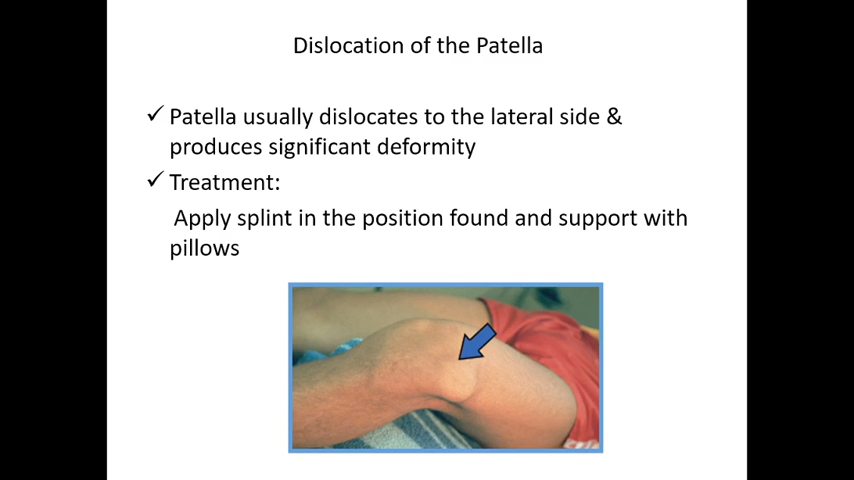 Dislocation of the Patella
✓ Patella usually dislocates to the lateral side &
produces significant deformity
✓ Treatment:
Apply splint in the position found and support with
pillows